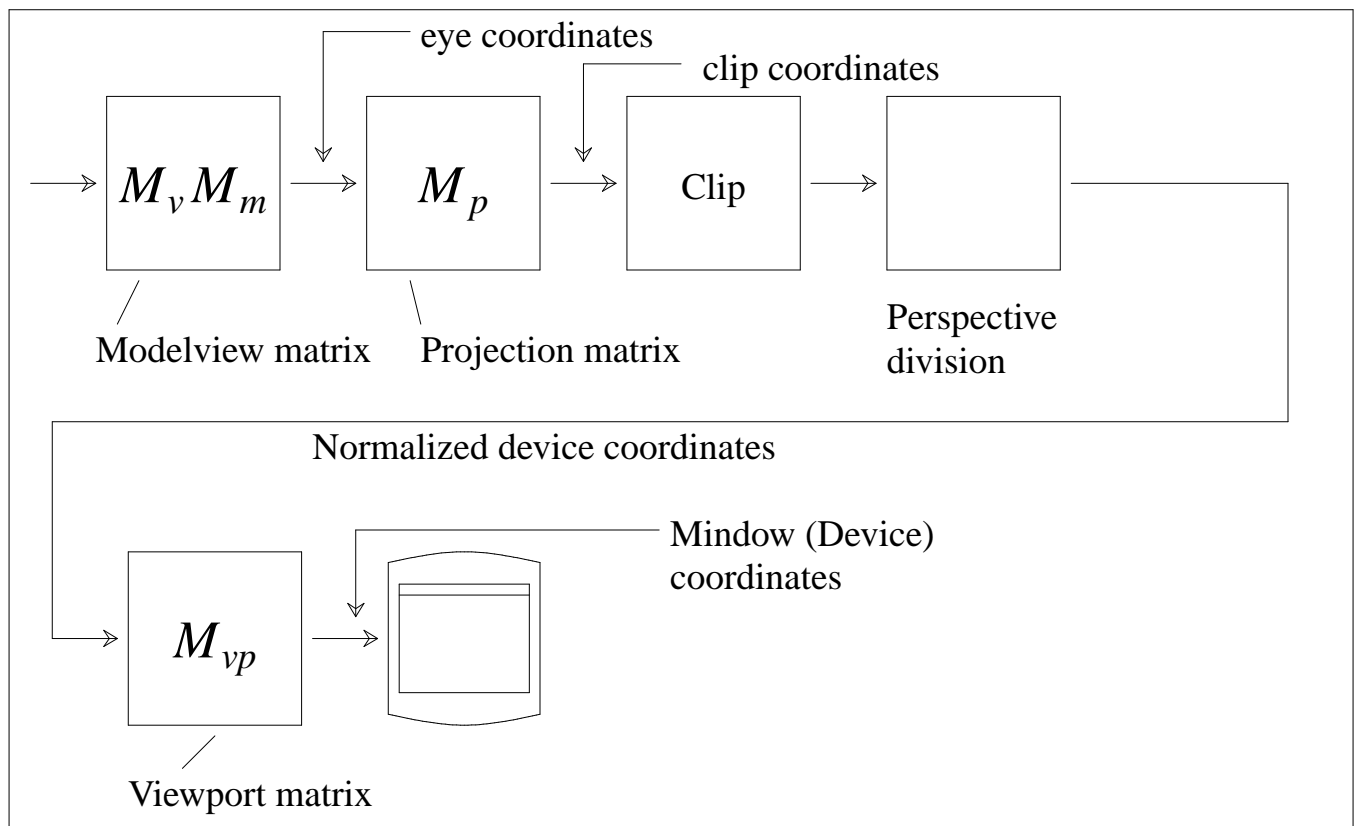 eye coordinates
clip coordinates
M_v M_m
M_p
Clip
Modelview matrix
Projection matrix
Perspective
division
Normalized device coordinates
Mindow (Device)
coordinates
M_vp
Viewport matrix